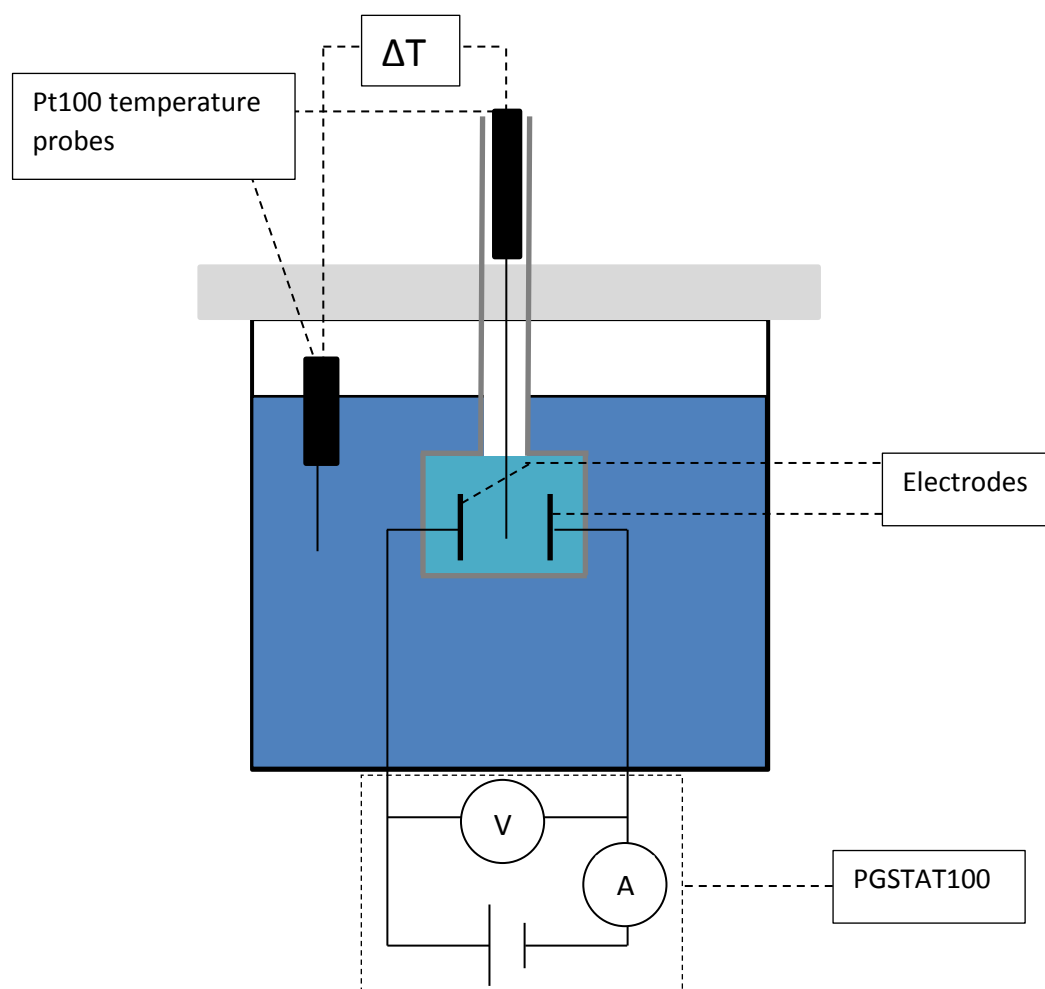 ΔT
Pt100 temperature
probes
Electrodes
V
A
PGSTAT100